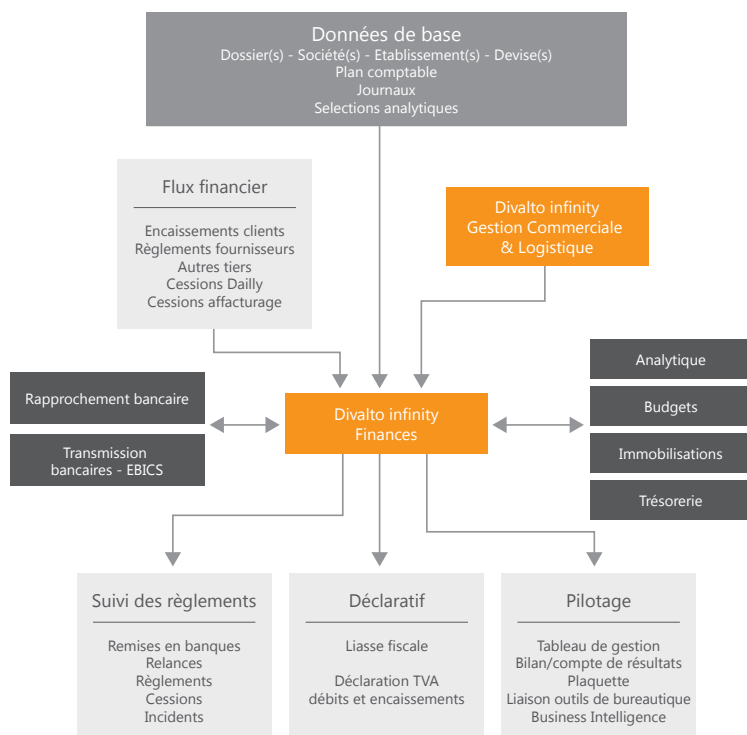 Données de base
Dossier(s) - Société(s) - Etablissement(s) - Devise(s)
Plan comptable
Journaux
Selections analytiques
Flux financier
Encaissements clients
Règlements fournisseurs
Autres tiers
Cessions Dailly
Cessions affacturage
Divalto infinity
Gestion Commerciale
& Logistique
Rapprochement bancaire
Transmission
bancaires - EBICS
Divalto infinity
Finances
Analytique
Budgets
Immobilisations
Trésorerie
Suivi des règlements
Remises en banques
Relances
Règlements
Cessions
Incidents
Déclaratif
Liasse fiscale
Déclaration TVA
débits et encaissements
Pilotage
Tableau de gestion
Bilan/compte de résultats
Plaquette
Liaison outils de bureautique
Business Intelligence